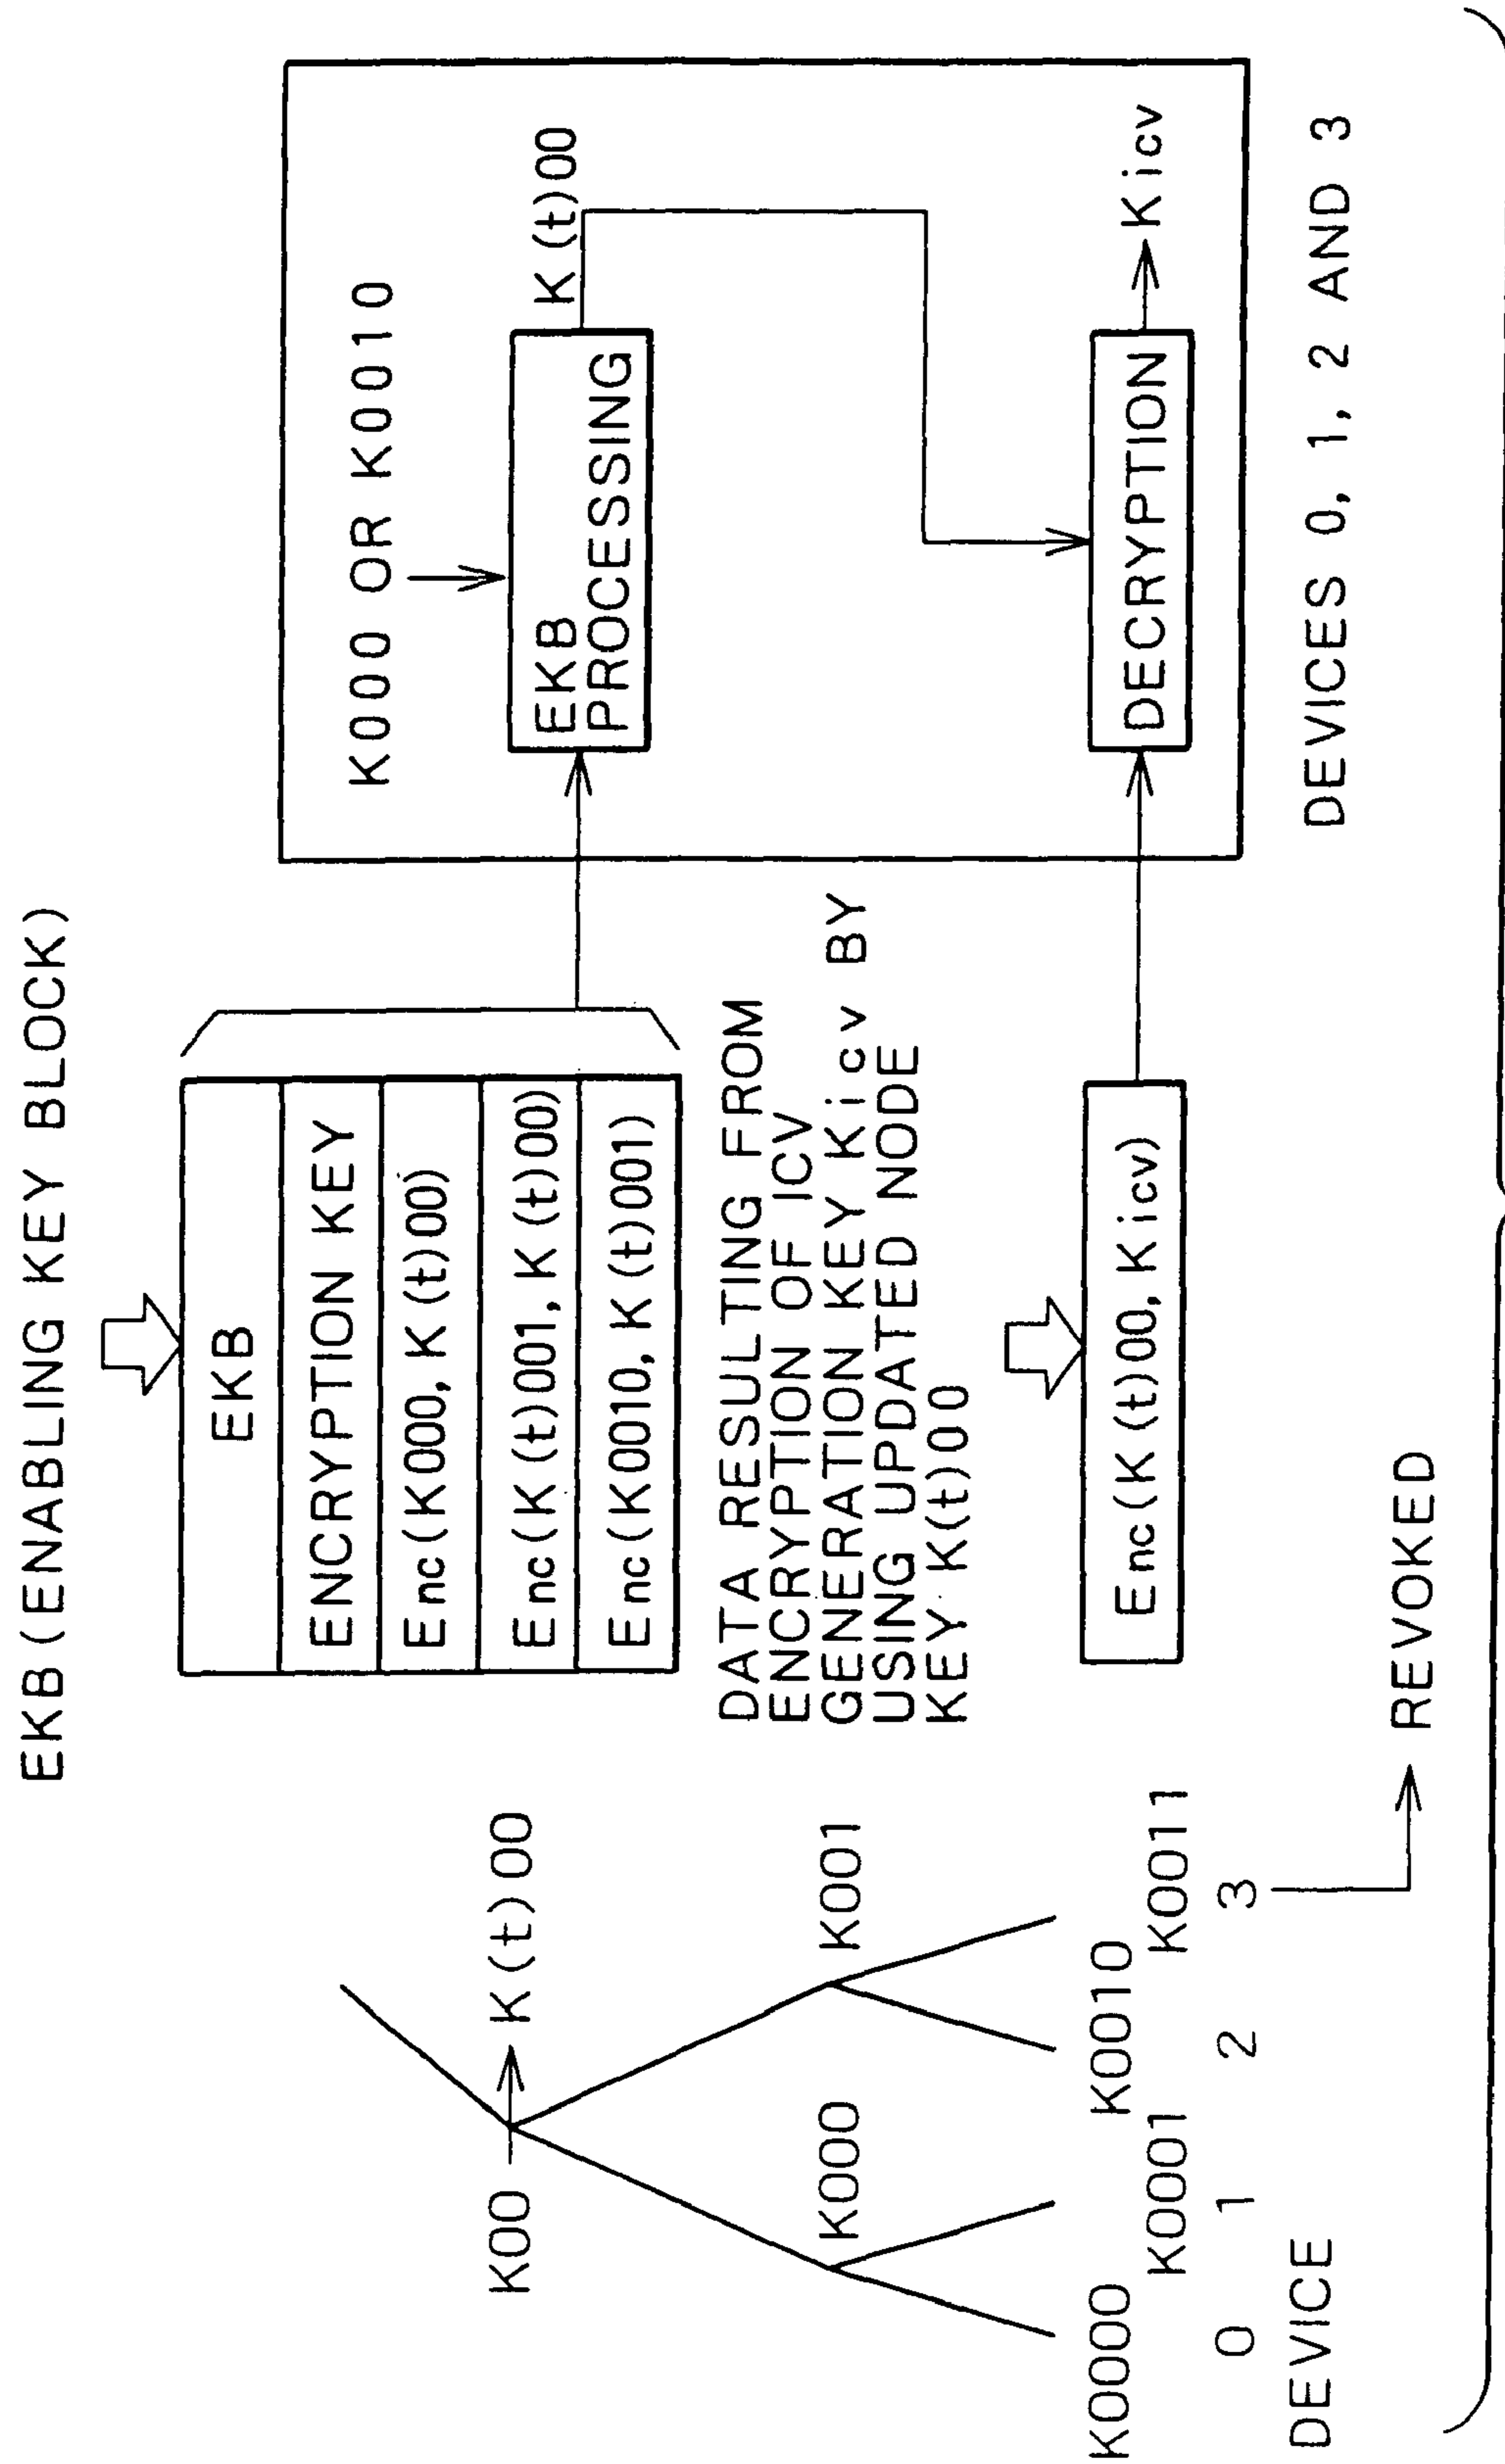 EKB (ENABLING KEY BLOCK)
EKB
ENCRYPTION KEY
Enc (K000, K (t) 00)
Enc (K (t) 001, K (t) 00)
Enc (K0010, K (t) 001)
DATA RESULTING FROM
ENCRYPTION OF ICV
GENERATION KEY Kicv BY
USING UPDATED NODE
KEY K(t)00
Enc (K (t) 00, Kicv)
K00
K (t) 00
K000
K001
K0000
K0001
K0010
K0011
0 1 2 3
DEVICE
REVOKED
K000 OR K0010
EKB
PROCESSING
K (t) 00
DECRYPTION
Kicv
DEVICES 0, 1, 2 AND 3